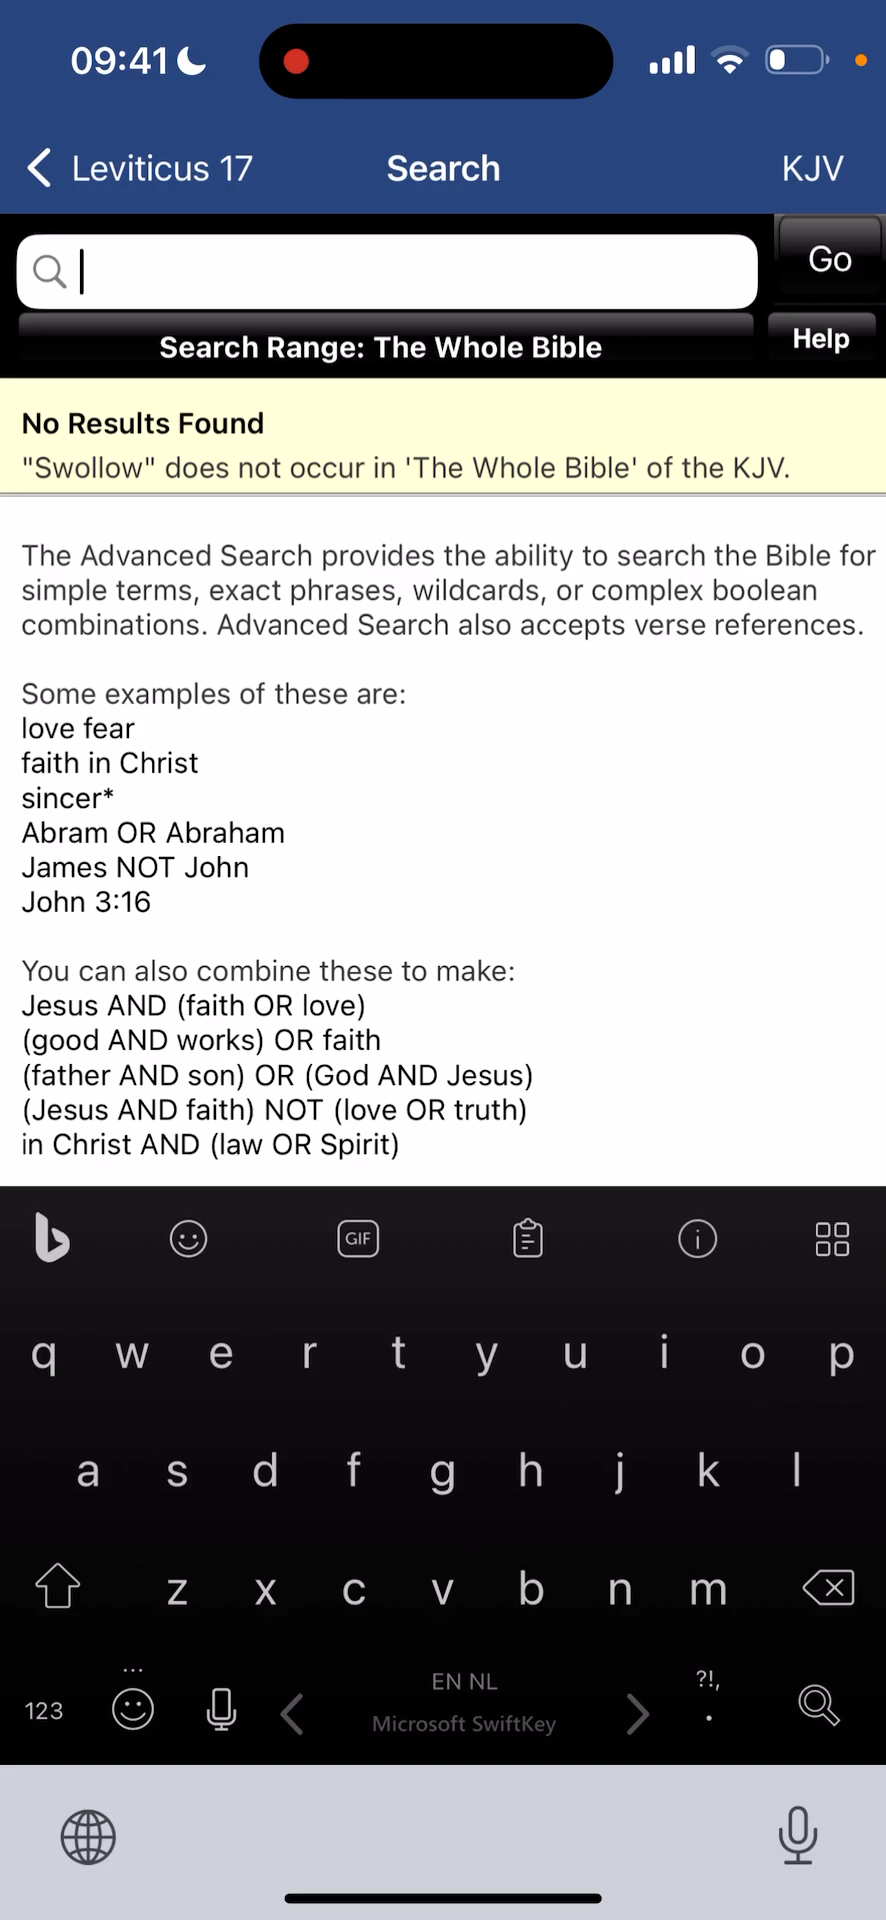 09:41
Leviticus 17
Search
KJV
Go
Search Range: The Whole Bible
Help
No Results Found
"Swollow" does not occur in 'The Whole Bible' of the KJV.
The Advanced Search provides the ability to search the Bible for
simple terms, exact phrases, wildcards, or complex boolean
combinations. Advanced Search also accepts verse references.
Some examples of these are:
love fear
faith in Christ
sincer*
Abram OR Abraham
James NOT John
John 3:16
You can also combine these to make:
Jesus AND (faith OR love)
(good AND works) OR faith
(father AND son) OR (God AND Jesus)
(Jesus AND faith) NOT (love OR truth)
in Christ AND (law OR Spirit)
GIF
q w e r t y u i o p
a s d f g h j k l
z x c v b n m
... EN NL ?!,
123 Microsoft SwiftKey .